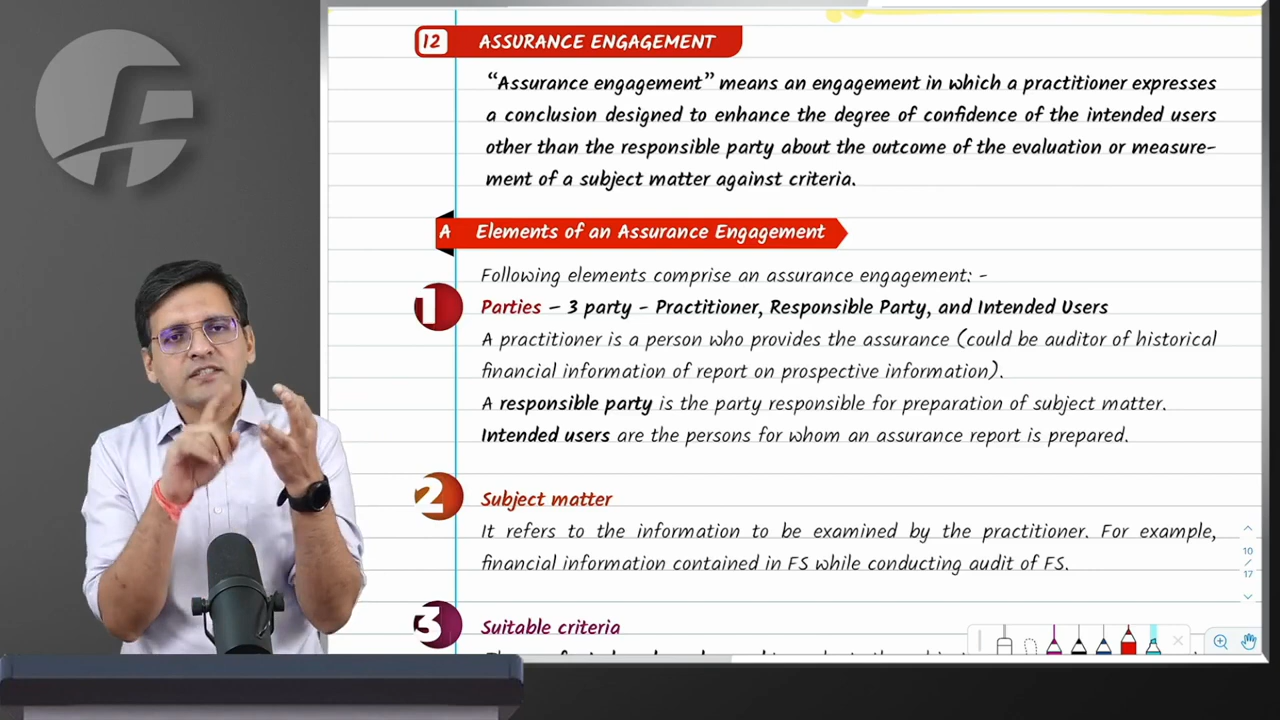 12 ASSURANCE ENGAGEMENT
“Assurance engagement” means an engagement in which a practitioner expresses
a conclusion designed to enhance the degree of confidence of the intended users
other than the responsible party about the outcome of the evaluation or measure-
ment of a subject matter against criteria.
A Elements of an Assurance Engagement
Following elements comprise an assurance engagement: -
1 Parties – 3 party - Practitioner, Responsible Party, and Intended Users
A practitioner is a person who provides the assurance (could be auditor of historical
financial information of report on prospective information).
A responsible party is the party responsible for preparation of subject matter.
Intended users are the persons for whom an assurance report is prepared.
2 Subject matter
It refers to the information to be examined by the practitioner. For example,
financial information contained in FS while conducting audit of FS.
10
/
17
3 Suitable criteria